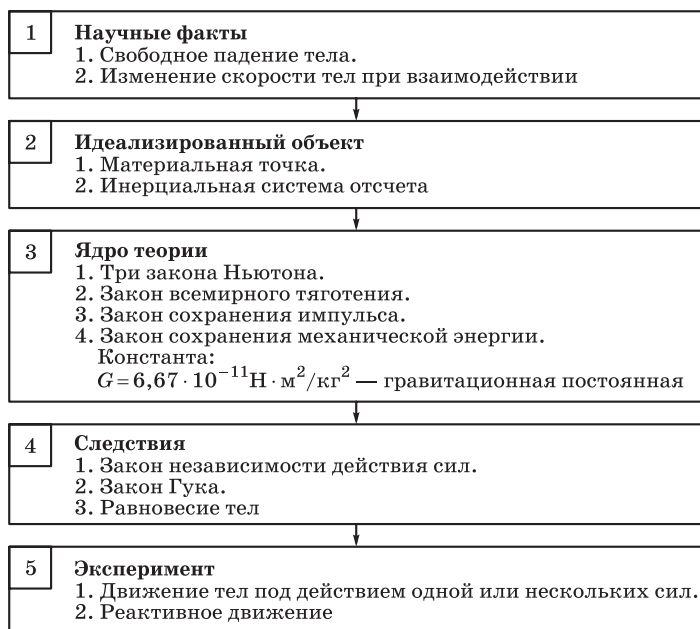 1
Научные факты
1. Свободное падение тела.
2. Изменение скорости тел при взаимодействии
2
Идеализированный объект
1. Материальная точка.
2. Инерциальная система отсчета
3
Ядро теории
1. Три закона Ньютона.
2. Закон всемирного тяготения.
3. Закон сохранения импульса.
4. Закон сохранения механической энергии.
Константа:
G = 6,67 · 10⁻¹¹Н · м²/кг² — гравитационная постоянная
4
Следствия
1. Закон независимости действия сил.
2. Закон Гука.
3. Равновесие тел
5
Эксперимент
1. Движение тел под действием одной или нескольких сил.
2. Реактивное движение